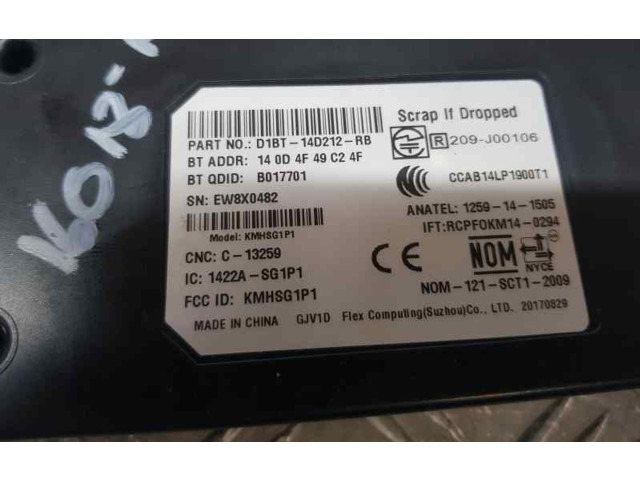 6013-
Scrap If Dropped
PART NO.: D1BT-14D212-RB
R 209-J00106
BT ADDR: 14 0D 4F 49 C2 4F
BT QDID: B017701
CCAB14LP1900T1
SN: EW8X0482
ANATEL: 1259-14-1505
Model: KMHSG1P1
IFT:RCPFOKM14-0294
CNC: C-13259
CE
NOM
NYCE
IC: 1422A-SG1P1
NOM-121-SCT1-2009
FCC ID: KMHSG1P1
MADE IN CHINA GJV1D Flex Computing(Suzhou)Co., LTD. 20170829